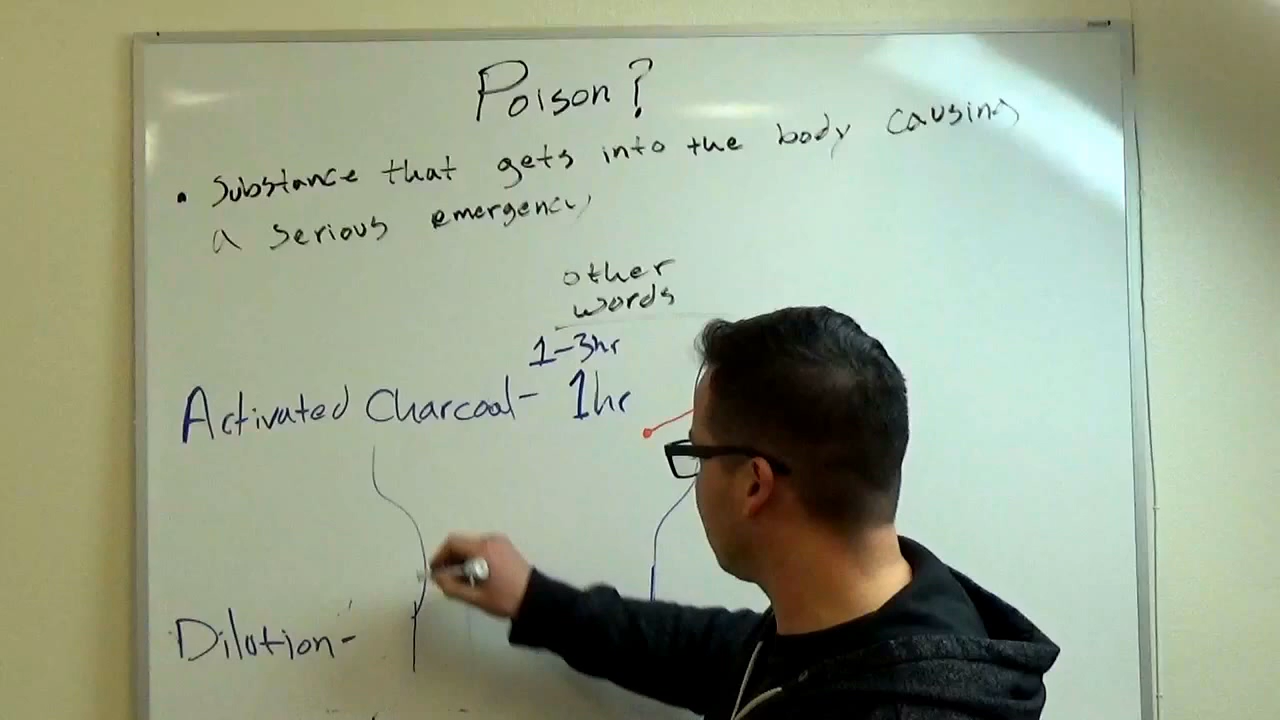 Poison?
• Substance that gets into the body causing
a serious emergency
other
words
1-3hr
Activated Charcoal- 1hr
Dilution-